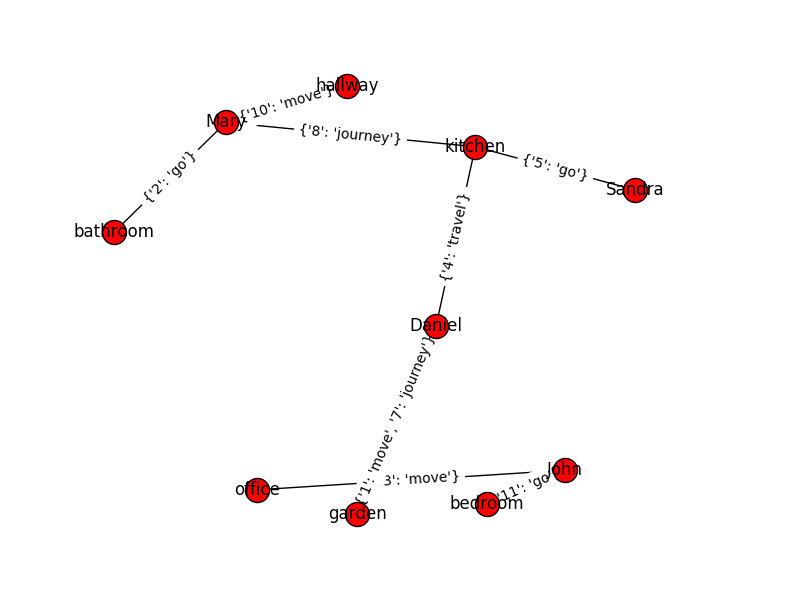 hallway
{'10': 'move'}
Mary
{'8': 'journey'}
kitchen
{'5': 'go'}
Sandra
{'2': 'go'}
bathroom
{'4': 'travel'}
Daniel
{'1': 'move', '7': 'journey'}
John
3': 'move'}
'11': 'go'
office
bedroom
garden